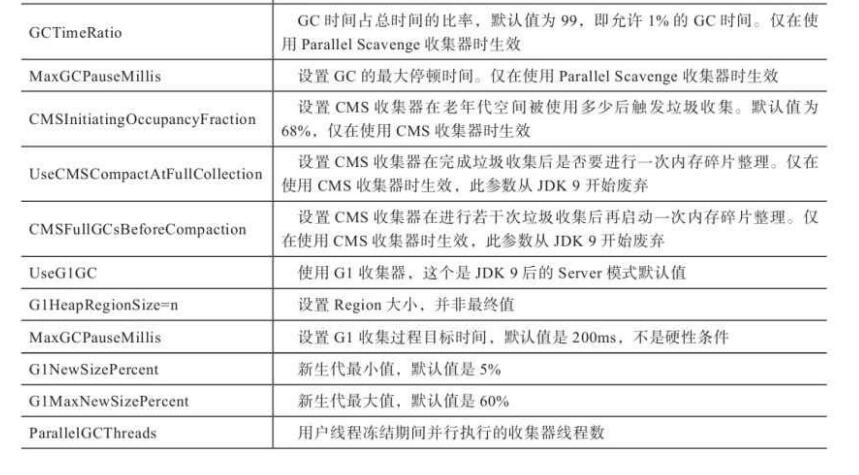 GCTimeRatio
GC 时间占总时间的比率，默认值为 99，即允许 1% 的 GC 时间。仅在使
用 Parallel Scavenge 收集器时生效
MaxGCPauseMillis
设置 GC 的最大停顿时间。仅在使用 Parallel Scavenge 收集器时生效
CMSInitiatingOccupancyFraction
设置 CMS 收集器在老年代空间被使用多少后触发垃圾收集。默认值为
68%，仅在使用 CMS 收集器时生效
UseCMSCompactAtFullCollection
设置 CMS 收集器在完成垃圾收集后是否要进行一次内存碎片整理。仅在
使用 CMS 收集器时生效，此参数从 JDK 9 开始废弃
CMSFullGCsBeforeCompaction
设置 CMS 收集器在进行若干次垃圾收集后再启动一次内存碎片整理。仅
在使用 CMS 收集器时生效，此参数从 JDK 9 开始废弃
UseG1GC
使用 G1 收集器，这个是 JDK 9 后的 Server 模式默认值
G1HeapRegionSize=n
设置 Region 大小，并非最终值
MaxGCPauseMillis
设置 G1 收集过程目标时间，默认值是 200ms，不是硬性条件
G1NewSizePercent
新生代最小值，默认值是 5%
G1MaxNewSizePercent
新生代最大值，默认值是 60%
ParallelGCThreads
用户线程冻结期间并行执行的收集器线程数